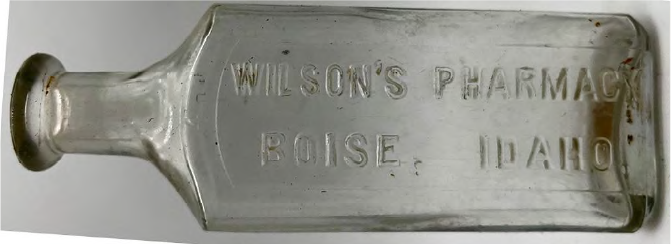 WILSON'S PHARMACY
BOISE, IDAHO